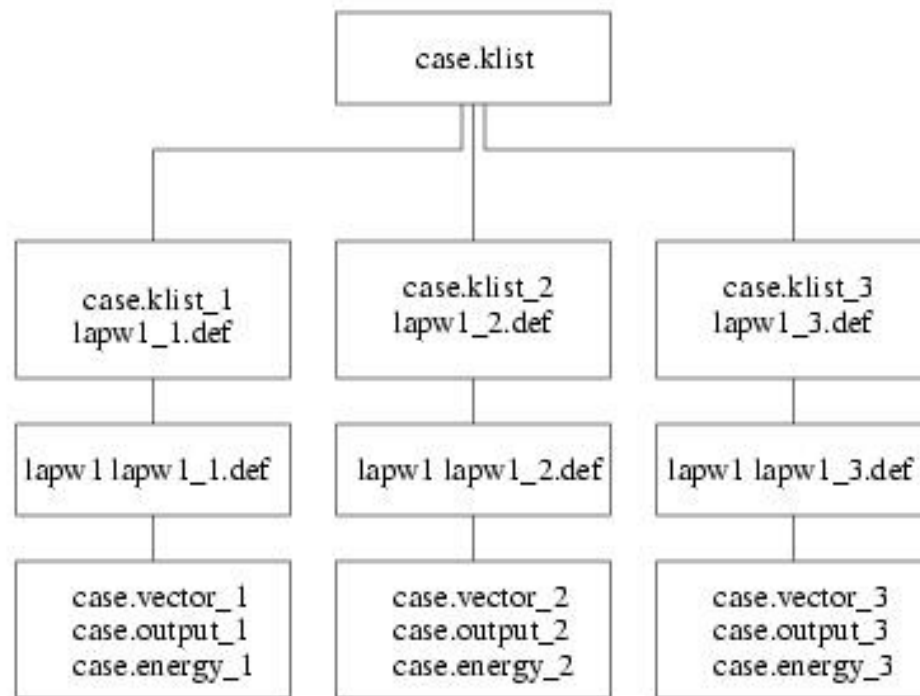 case.klist
case.klist_1
lapw1_1.def
case.klist_2
lapw1_2.def
case.klist_3
lapw1_3.def
lapw1 lapw1_1.def
lapw1 lapw1_2.def
lapw1 lapw1_3.def
case.vector_1
case.output_1
case.energy_1
case.vector_2
case.output_2
case.energy_2
case.vector_3
case.output_3
case.energy_3